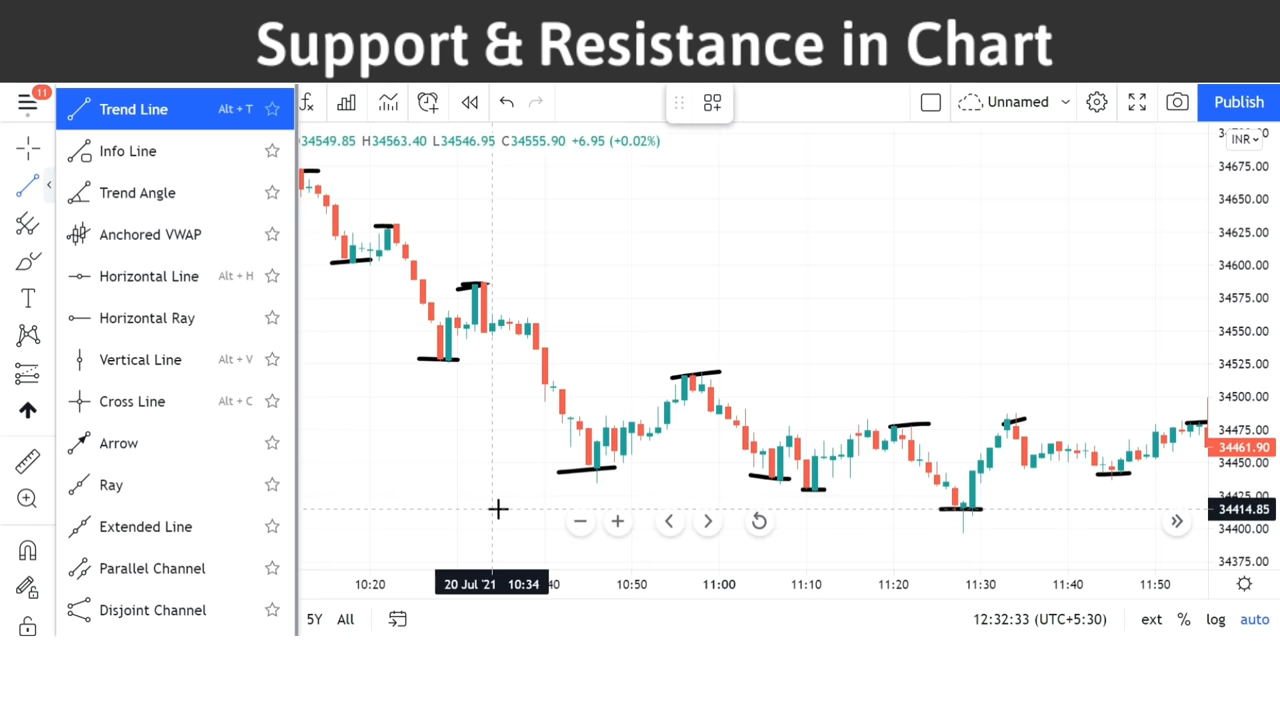 Support & Resistance in Chart
11
Trend Line Alt + T
Info Line
Trend Angle
Anchored VWAP
Horizontal Line Alt + H
Horizontal Ray
Vertical Line Alt + V
Cross Line Alt + C
Arrow
Ray
Extended Line
Parallel Channel
Disjoint Channel
T
fx
Unnamed
Publish
34549.85 H34563.40 L34546.95 C34555.90 +6.95 (+0.02%)
INR
34675.00
34650.00
34625.00
34600.00
34575.00
34550.00
34525.00
34500.00
34475.00
34461.90
34450.00
34414.85
34400.00
34375.00
10:20
20 Jul '21 10:34
:40
10:50
11:00
11:10
11:20
11:30
11:40
11:50
5Y All
12:32:33 (UTC+5:30) ext % log auto